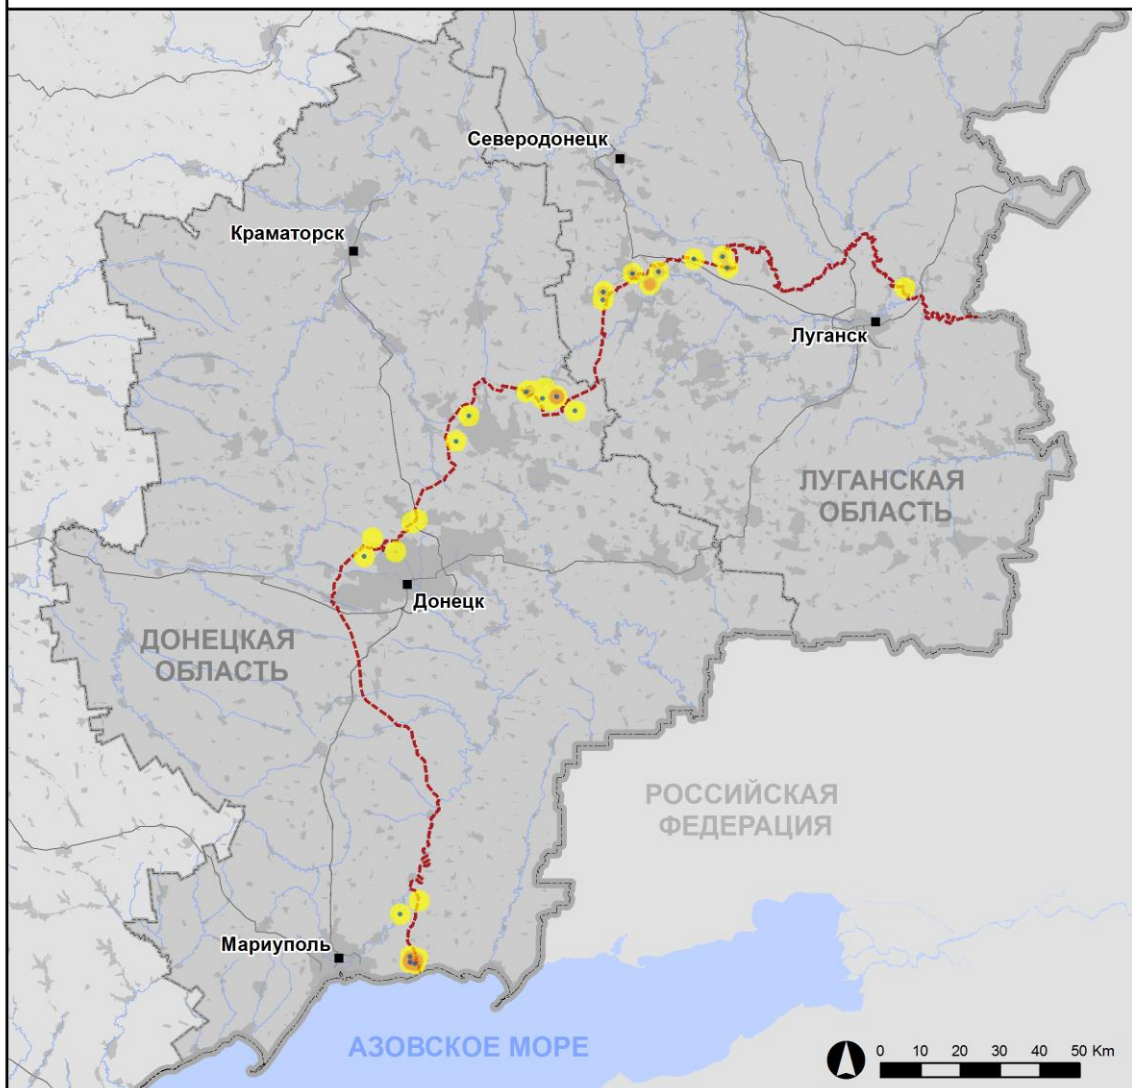 Северодонецк
Краматорск
Луганск
ЛУГАНСКАЯ
ОБЛАСТЬ
Донецк
ДОНЕЦКАЯ
ОБЛАСТЬ
РОССИЙСКАЯ
ФЕДЕРАЦИЯ
Мариуполь
АЗОВСКОЕ МОРЕ
0 10 20 30 40 50 Km